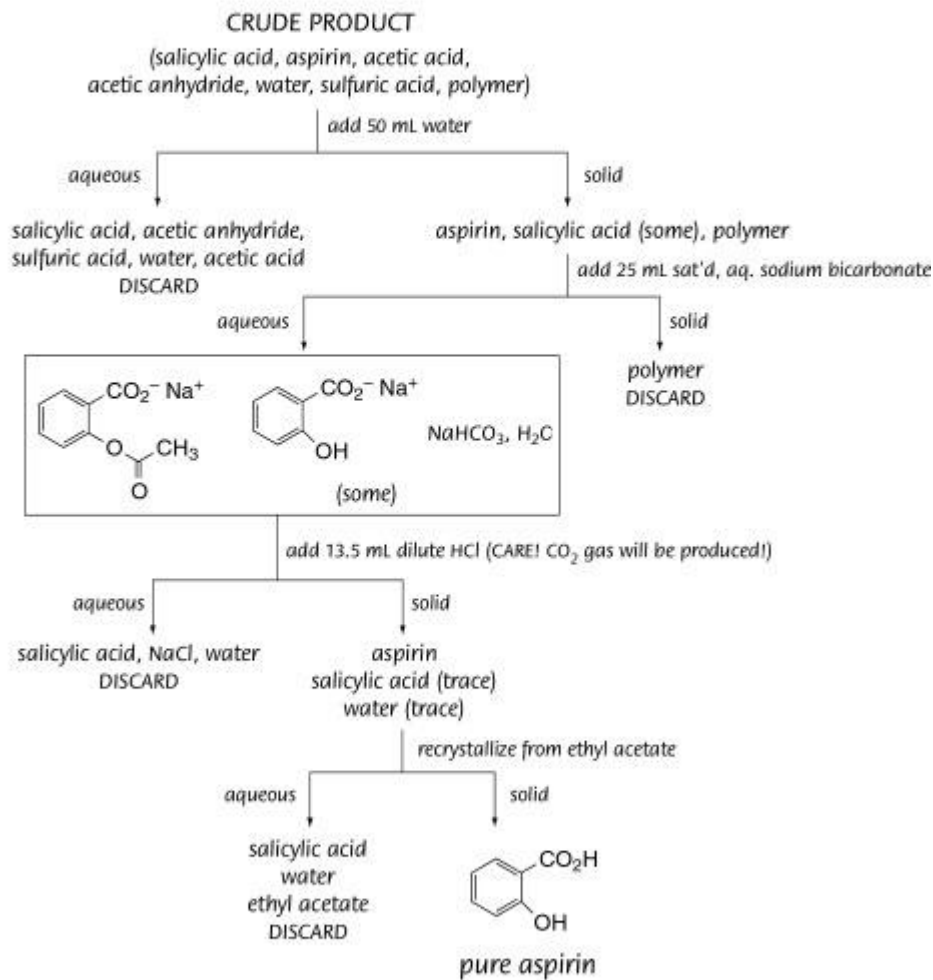 CRUDE PRODUCT
(salicylic acid, aspirin, acetic acid,
acetic anhydride, water, sulfuric acid, polymer)
add 50 mL water
aqueous
solid
salicylic acid, acetic anhydride,
sulfuric acid, water, acetic acid
DISCARD
aspirin, salicylic acid (some), polymer
add 25 mL sat'd, aq. sodium bicarbonate
aqueous
solid
polymer
DISCARD
CO₂⁻ Na⁺
O
CH₃
O
CO₂⁻ Na⁺
OH
(some)
NaHCO₃, H₂C
add 13.5 mL dilute HCl (CARE! CO₂ gas will be produced!)
aqueous
solid
salicylic acid, NaCl, water
DISCARD
aspirin
salicylic acid (trace)
water (trace)
recrystallize from ethyl acetate
aqueous
solid
salicylic acid
water
ethyl acetate
DISCARD
CO₂H
OH
pure aspirin